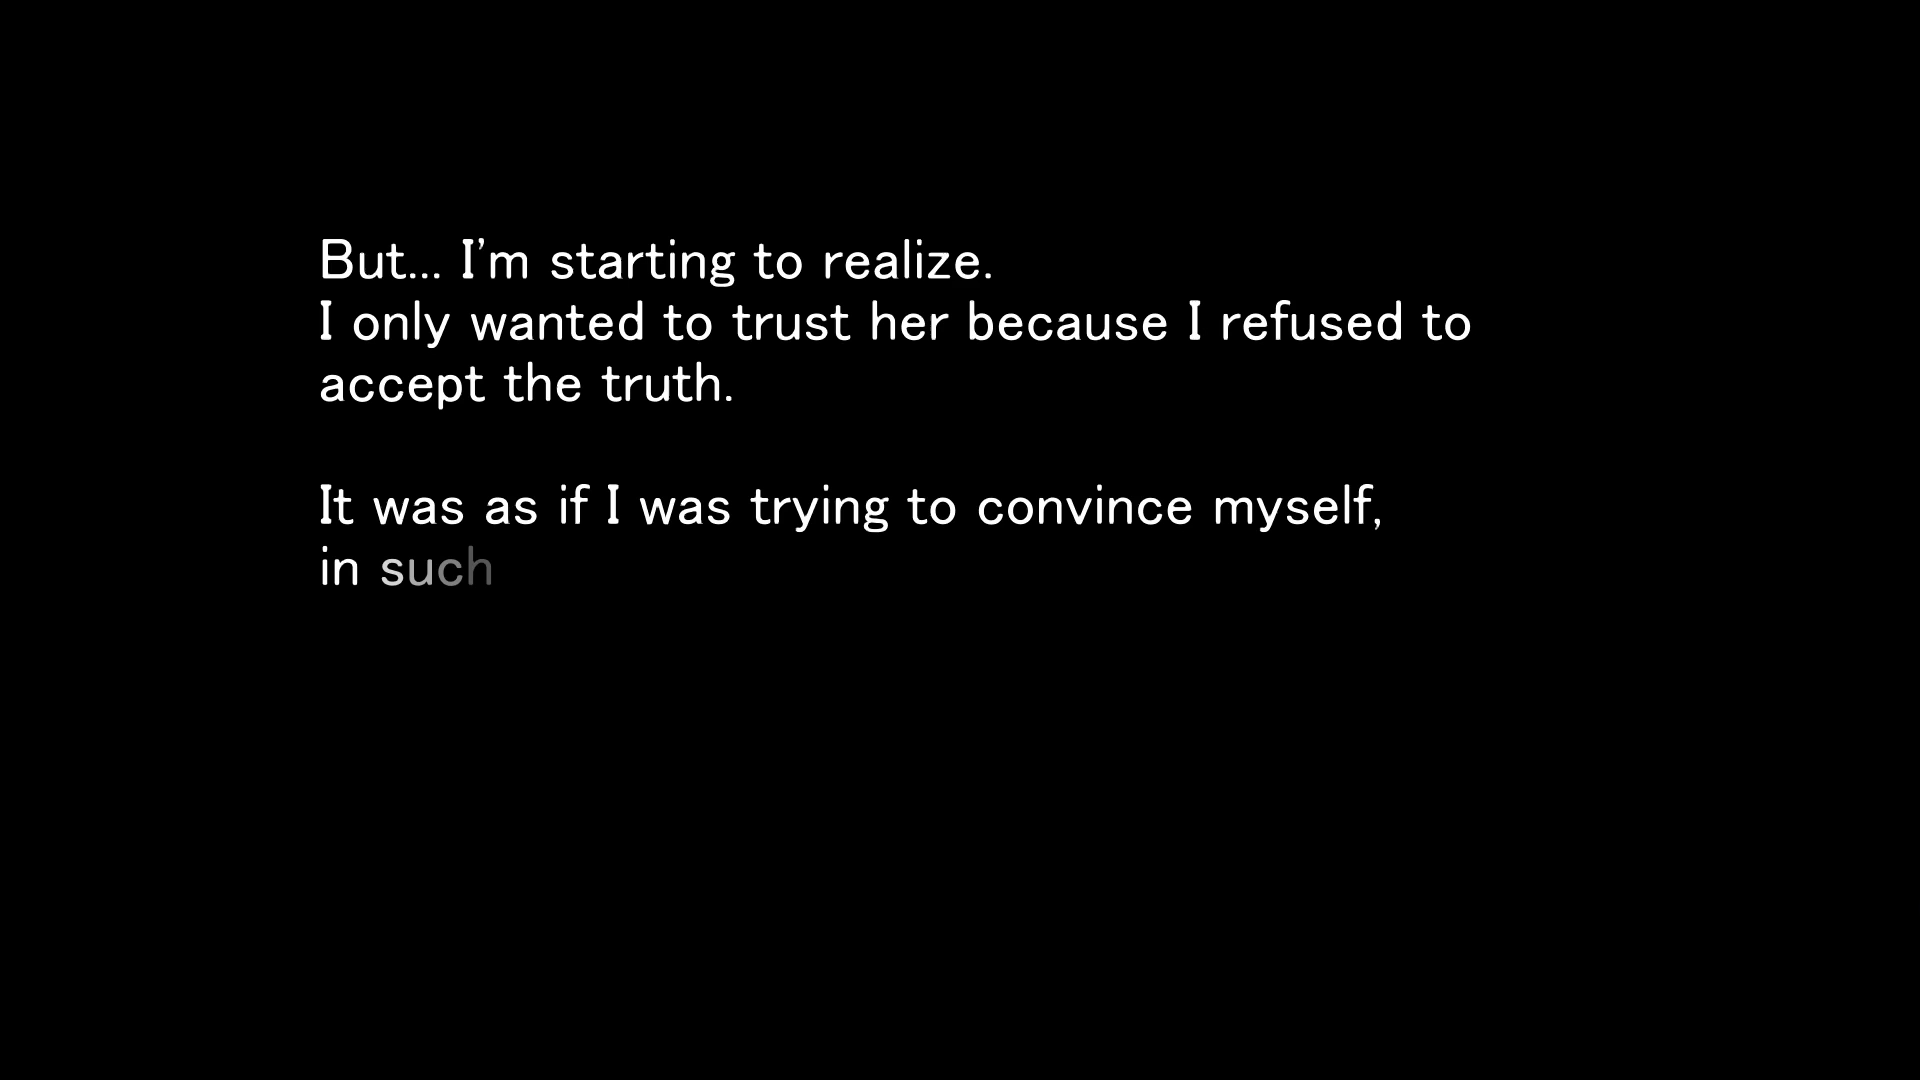 But... I'm starting to realize.
I only wanted to trust her because I refused to
accept the truth.
It was as if I was trying to convince myself,
in such